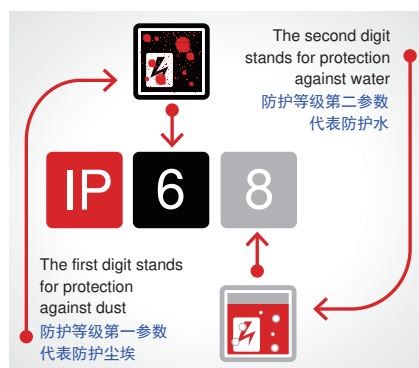 The second digit
stands for protection
against water
防护等级第二参数
代表防护水
IP 6 8
The first digit stands
for protection
against dust
防护等级第一参数
代表防护尘埃